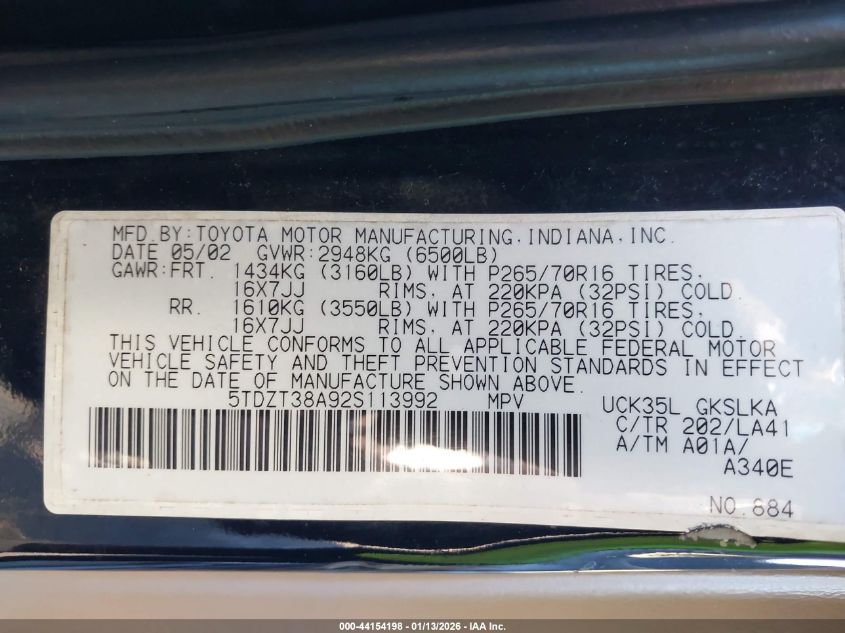 MFD. BY: TOYOTA MOTOR MANUFACTURING, INDIANA, INC.
DATE 05/02 GVWR: 2948KG (6500LB)
GAWR: FRT. 1434KG (3160LB) WITH P265/70R16 TIRES,
16X7JJ RIMS, AT 220KPA (32PSI) COLD.
RR. 1610KG (3550LB) WITH P265/70R16 TIRES,
16X7JJ RIMS, AT 220KPA (32PSI) COLD.
THIS VEHICLE CONFORMS TO ALL APPLICABLE FEDERAL MOTOR
VEHICLE SAFETY AND THEFT PREVENTION STANDARDS IN EFFECT
ON THE DATE OF MANUFACTURE SHOWN ABOVE.
5TDZT38A92S113992 MPV
UCK35L GKSLKA
C/TR 202/LA41
A/TM A01A/
A340E
NO. 884
000-44154198 - 01/13/2026 - IAA Inc.